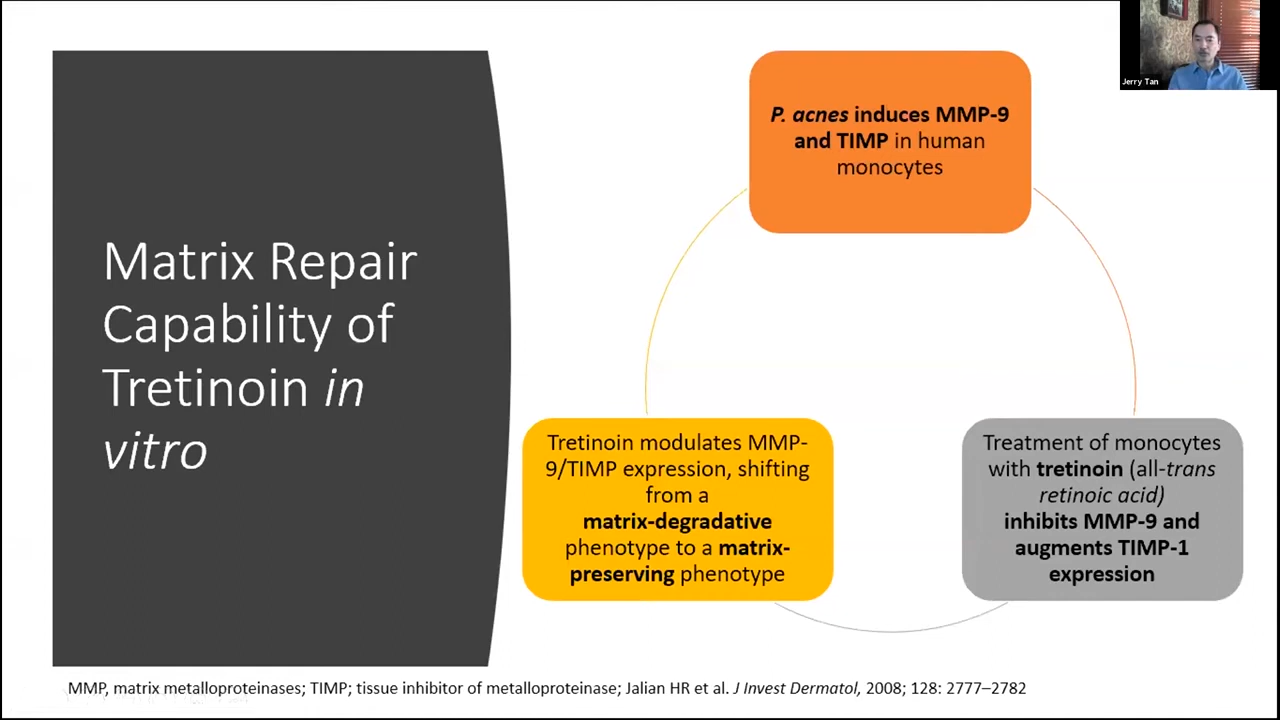 Jerry Tan
Matrix Repair
Capability of
Tretinoin in
vitro
P. acnes induces MMP-9
and TIMP in human
monocytes
Treatment of monocytes
with tretinoin (all-trans
retinoic acid)
inhibits MMP-9 and
augments TIMP-1
expression
Tretinoin modulates MMP-
9/TIMP expression, shifting
from a
matrix-degradative
phenotype to a matrix-
preserving phenotype
MMP, matrix metalloproteinases; TIMP; tissue inhibitor of metalloproteinase; Jalian HR et al. J Invest Dermatol, 2008; 128: 2777–2782